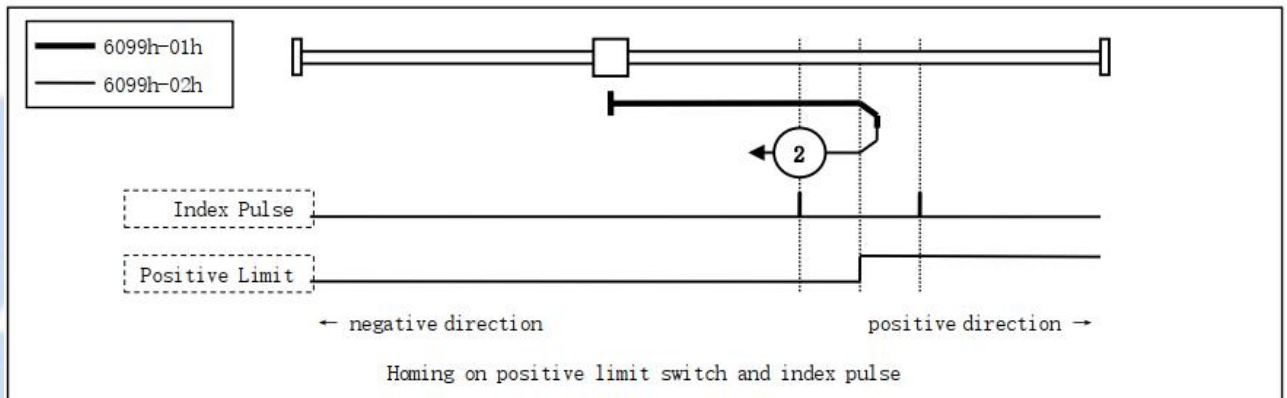 6099h-01h
6099h-02h
2
Index Pulse
Positive Limit
← negative direction
positive direction →
Homing on positive limit switch and index pulse